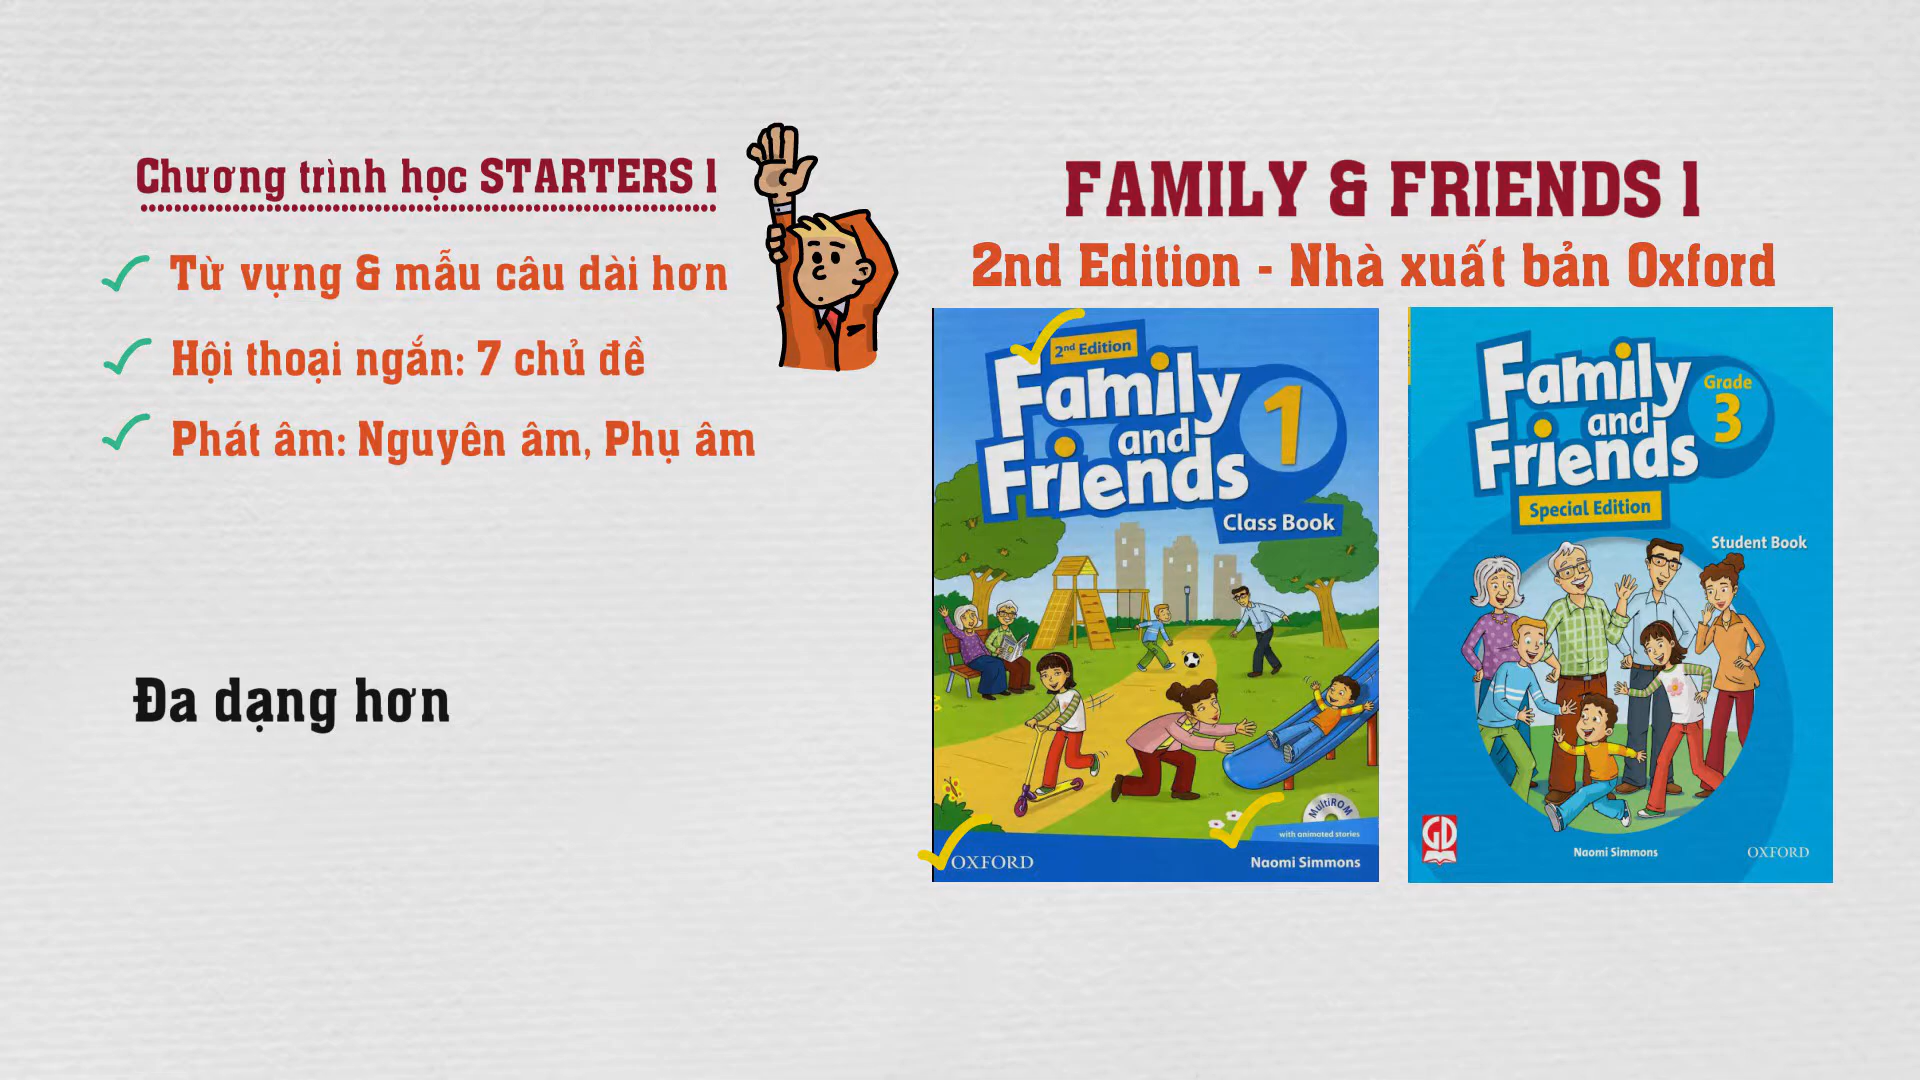 Chương trình học STARTERS 1
Từ vựng & mẫu câu dài hơn
Hội thoại ngắn: 7 chủ đề
Phát âm: Nguyên âm, Phụ âm
Đa dạng hơn
FAMILY & FRIENDS 1
2nd Edition - Nhà xuất bản Oxford
2nd Edition
Family
and
Friends
1
Class Book
MultiROM
with animated stories
OXFORD
Naomi Simmons
Family
and
Friends
Grade
3
Special Edition
Student Book
GD
Naomi Simmons
OXFORD